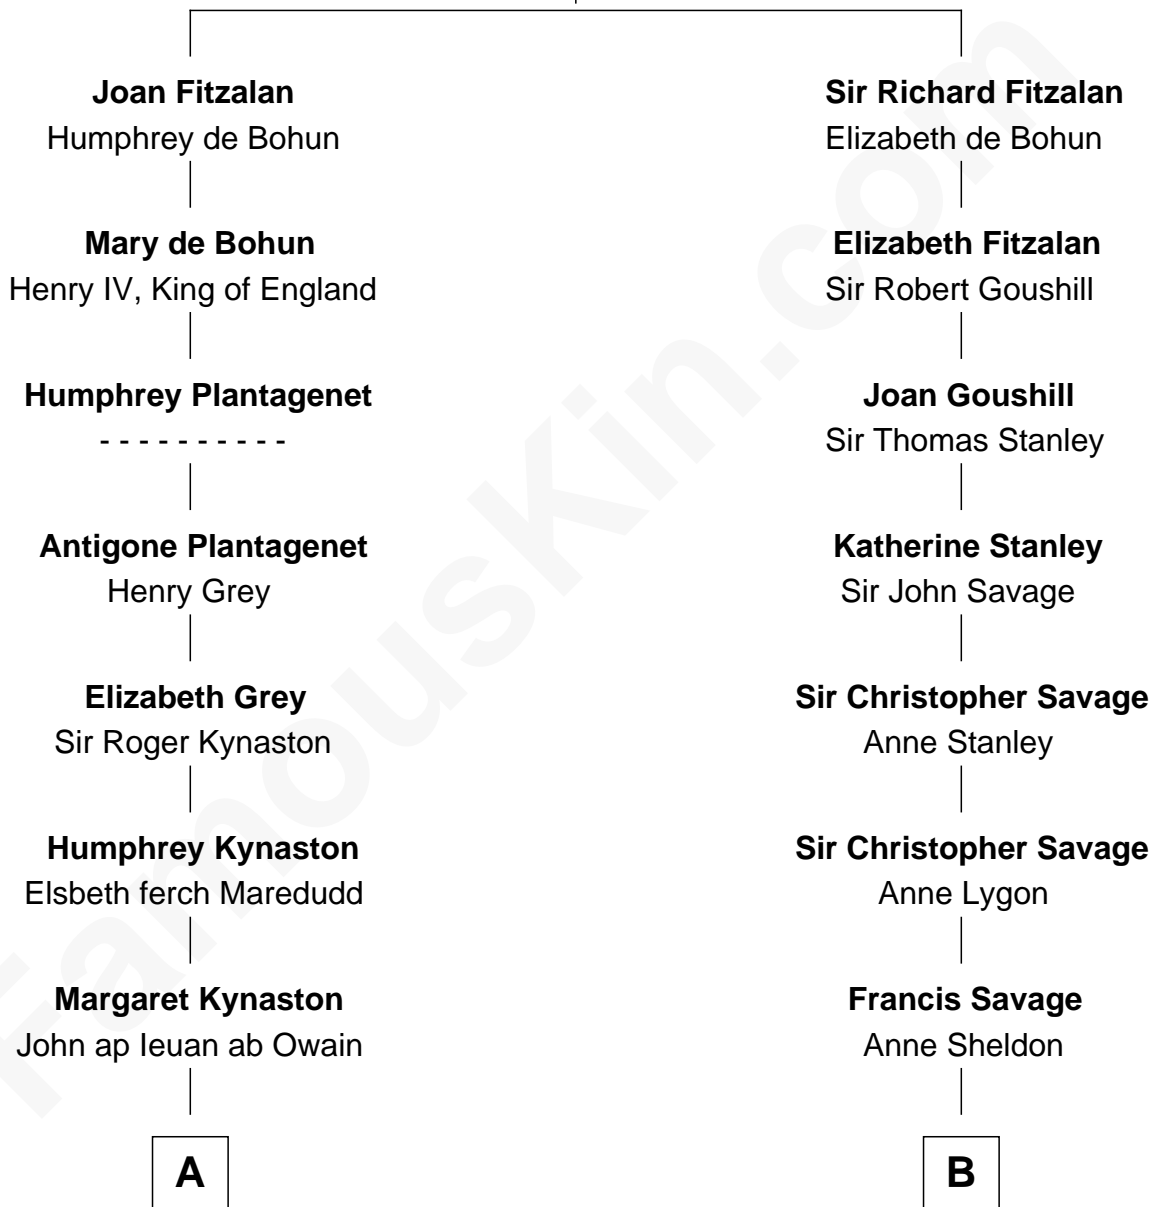 Joan Fitzalan
Humphrey de Bohun
Mary de Bohun
Henry IV, King of England
Humphrey Plantagenet
- - - - - - - - - -
Antigone Plantagenet
Henry Grey
Elizabeth Grey
Sir Roger Kynaston
Humphrey Kynaston
Elsbeth ferch Maredudd
Margaret Kynaston
John ap Ieuan ab Owain
A
Sir Richard Fitzalan
Elizabeth de Bohun
Elizabeth Fitzalan
Sir Robert Goushill
Joan Goushill
Sir Thomas Stanley
Katherine Stanley
Sir John Savage
Sir Christopher Savage
Anne Stanley
Sir Christopher Savage
Anne Lygon
Francis Savage
Anne Sheldon
B
FamousKin.com